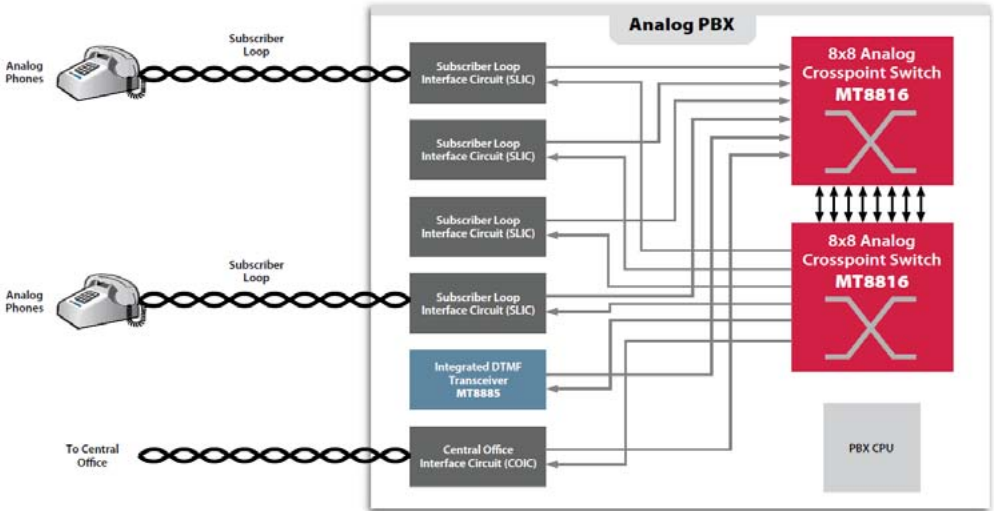 Analog PBX
Analog
Phones
Subscriber
Loop
Subscriber Loop
Interface Circuit (SLIC)
8x8 Analog
Crosspoint Switch
MT8816
Subscriber Loop
Interface Circuit (SLIC)
Subscriber Loop
Interface Circuit (SLIC)
8x8 Analog
Crosspoint Switch
MT8816
Analog
Phones
Subscriber
Loop
Subscriber Loop
Interface Circuit (SLIC)
Integrated DTMF
Transceiver
MT8885
To Central
Office
Central Office
Interface Circuit (COIC)
PBX CPU